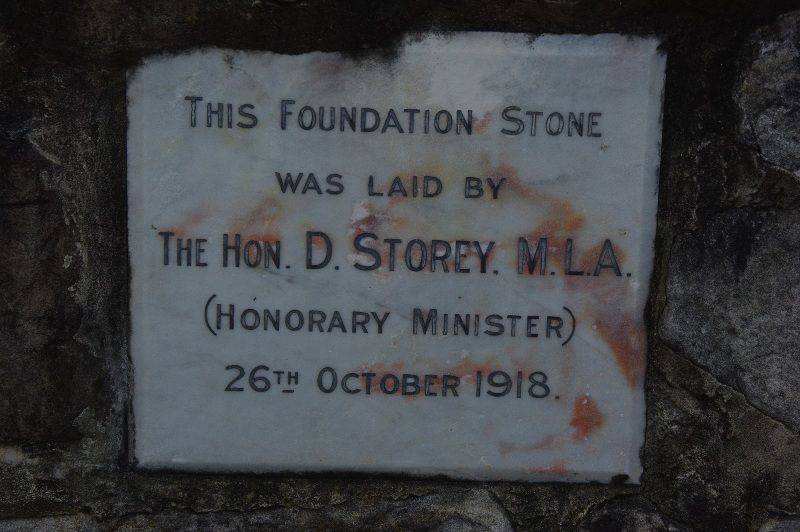 THIS FOUNDATION STONE
WAS LAID BY
THE HON. D. STOREY. M.L.A.
(HONORARY MINISTER)
26TH OCTOBER 1918.